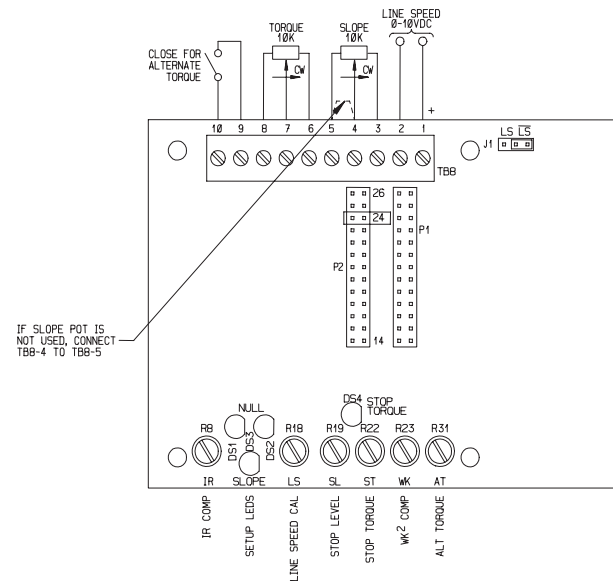 LINE SPEED
0-10VDC
TORQUE
10K
SLOPE
10K
CLOSE FOR
ALTERNATE
TORQUE
CW
CW
+
10 9 8 7 6 5 4 3 2 1
TB8
J1
LS L̅S̅
26
24
P1
P2
14
IF SLOPE POT IS
NOT USED, CONNECT
TB8-4 TO TB8-5
NULL
DS4 STOP
TORQUE
R8
DS1
DS3
DS2
R18
R19
R22
R23
R31
IR
SLOPE
LS
SL
ST
WK
AT
IR COMP
SETUP LEDS
LINE SPEED CAL
STOP LEVEL
STOP TORQUE
WK² COMP
ALT TORQUE